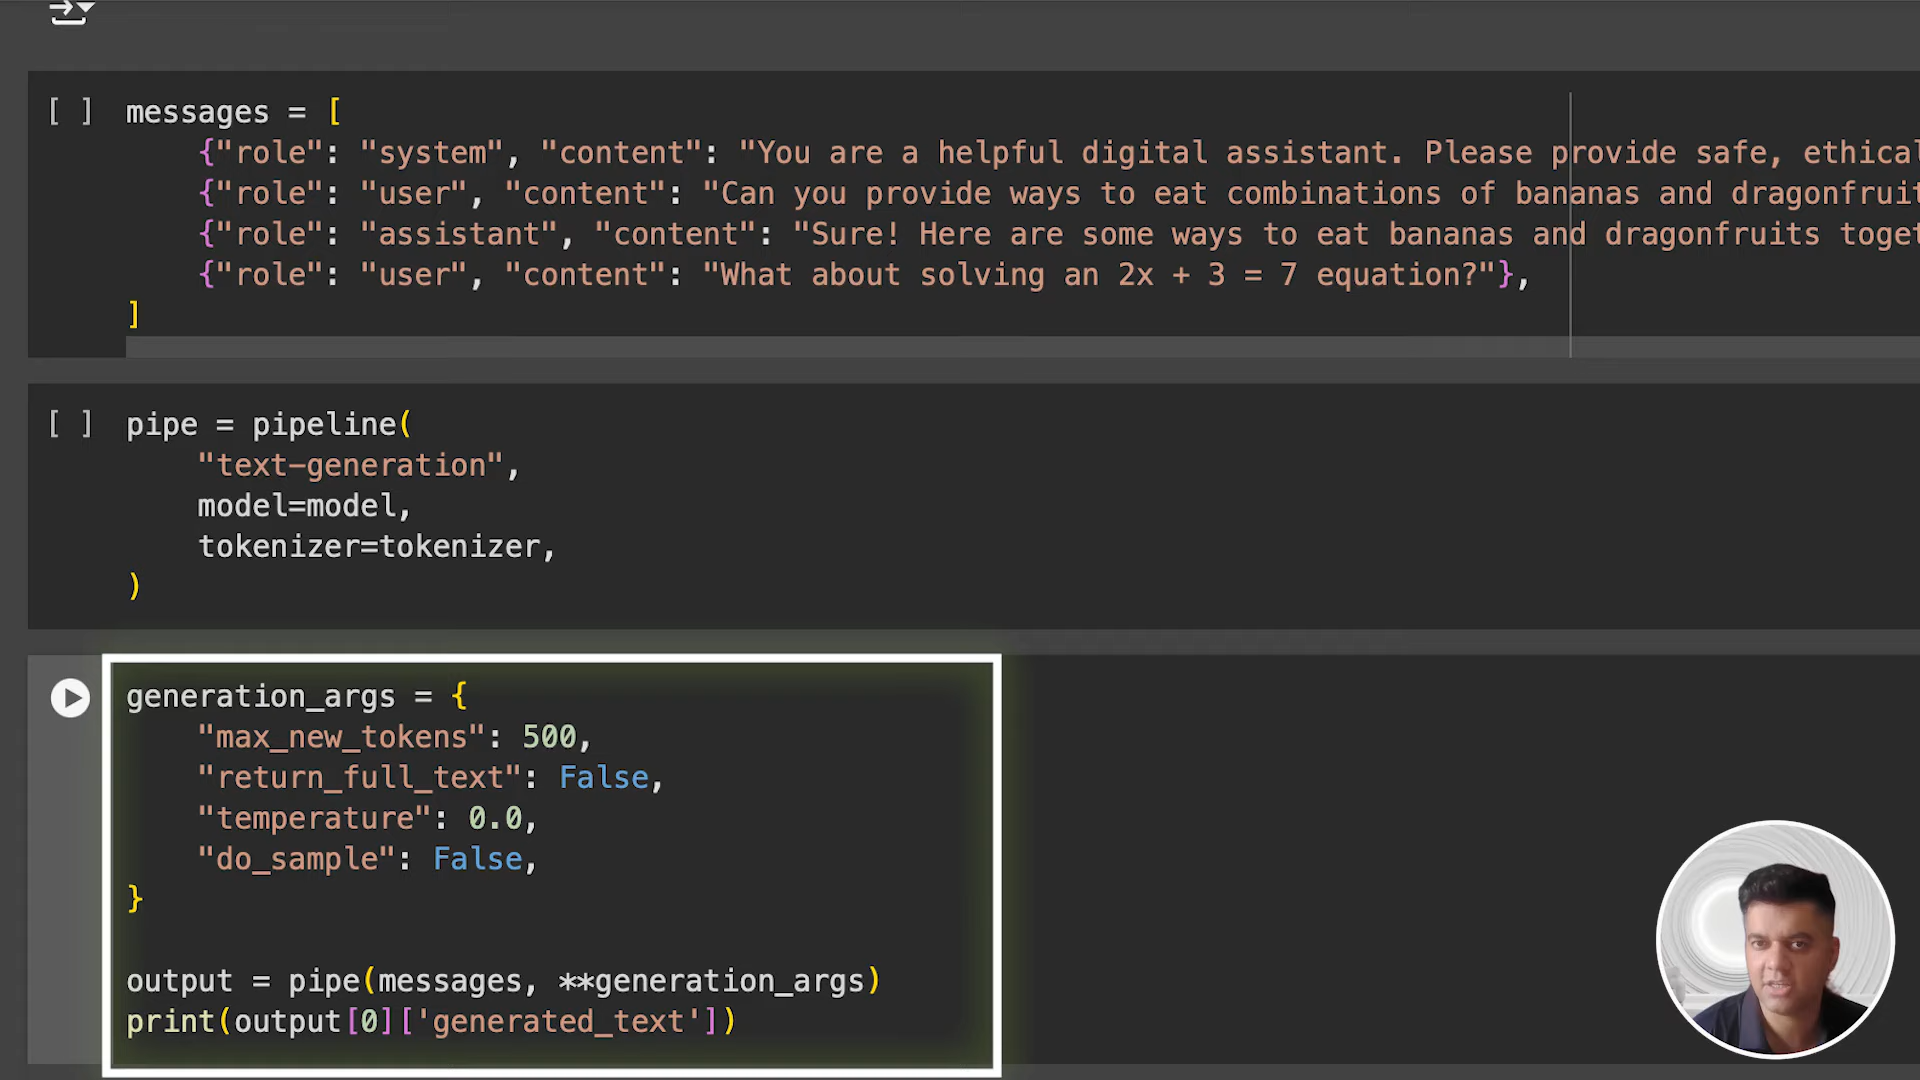 [ ] messages = [
{"role": "system", "content": "You are a helpful digital assistant. Please provide safe, ethical
{"role": "user", "content": "Can you provide ways to eat combinations of bananas and dragonfruit
{"role": "assistant", "content": "Sure! Here are some ways to eat bananas and dragonfruits toget
{"role": "user", "content": "What about solving an 2x + 3 = 7 equation?"},
]
[ ] pipe = pipeline(
"text-generation",
model=model,
tokenizer=tokenizer,
)
generation_args = {
"max_new_tokens": 500,
"return_full_text": False,
"temperature": 0.0,
"do_sample": False,
}
output = pipe(messages, **generation_args)
print(output[0]['generated_text'])